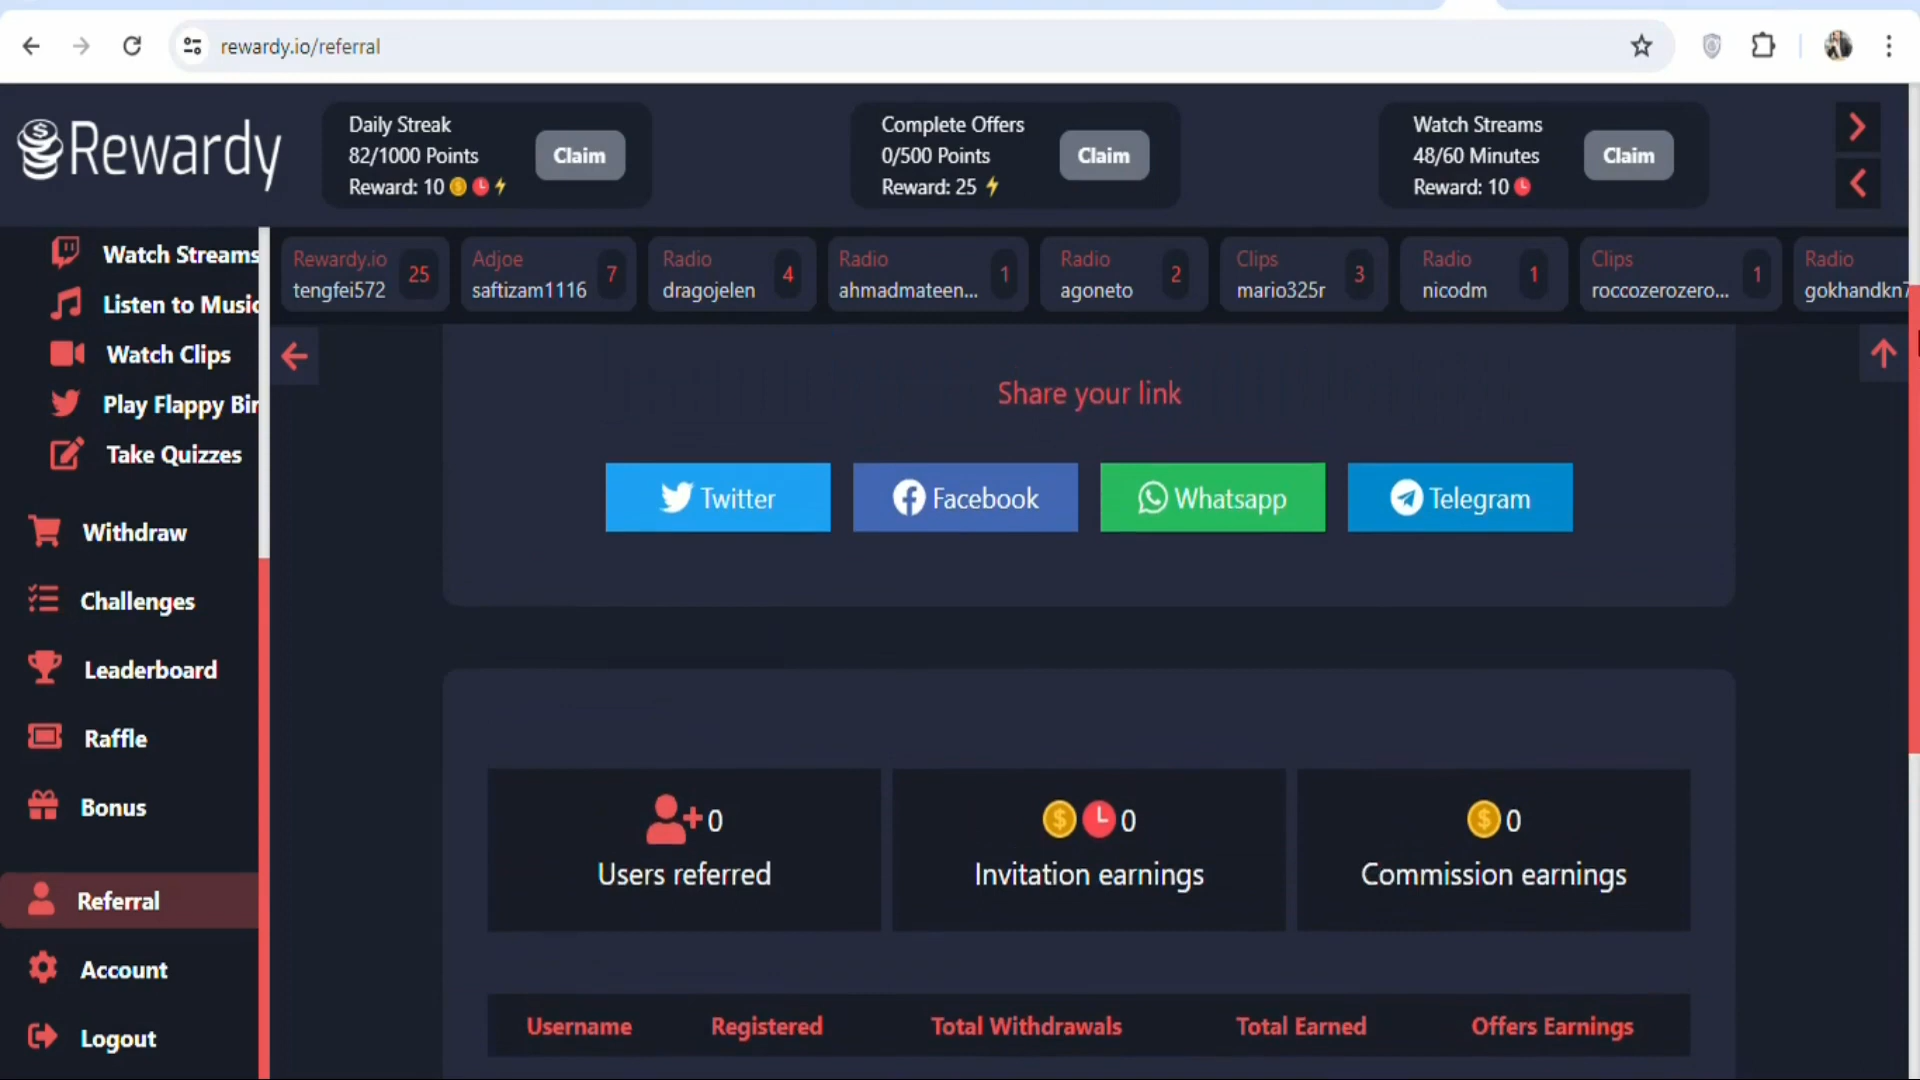 rewardy.io/referral
Rewardy
Daily Streak
82/1000 Points
Reward: 10
Claim
Complete Offers
0/500 Points
Reward: 25
Claim
Watch Streams
48/60 Minutes
Reward: 10
Claim
Rewardy.io
tengfei572
25
Adjoe
saftizam1116
7
Radio
dragojelen
4
Radio
ahmadmateen...
1
Radio
agoneto
2
Clips
mario325r
3
Radio
nicodm
1
Clips
roccozerozero...
1
Radio
gokhandkn7
Watch Streams
Listen to Music
Watch Clips
Play Flappy Bir
Take Quizzes
Withdraw
Challenges
Leaderboard
Raffle
Bonus
Referral
Account
Logout
Share your link
Twitter
Facebook
Whatsapp
Telegram
0
Users referred
0
Invitation earnings
0
Commission earnings
Username Registered Total Withdrawals Total Earned Offers Earnings